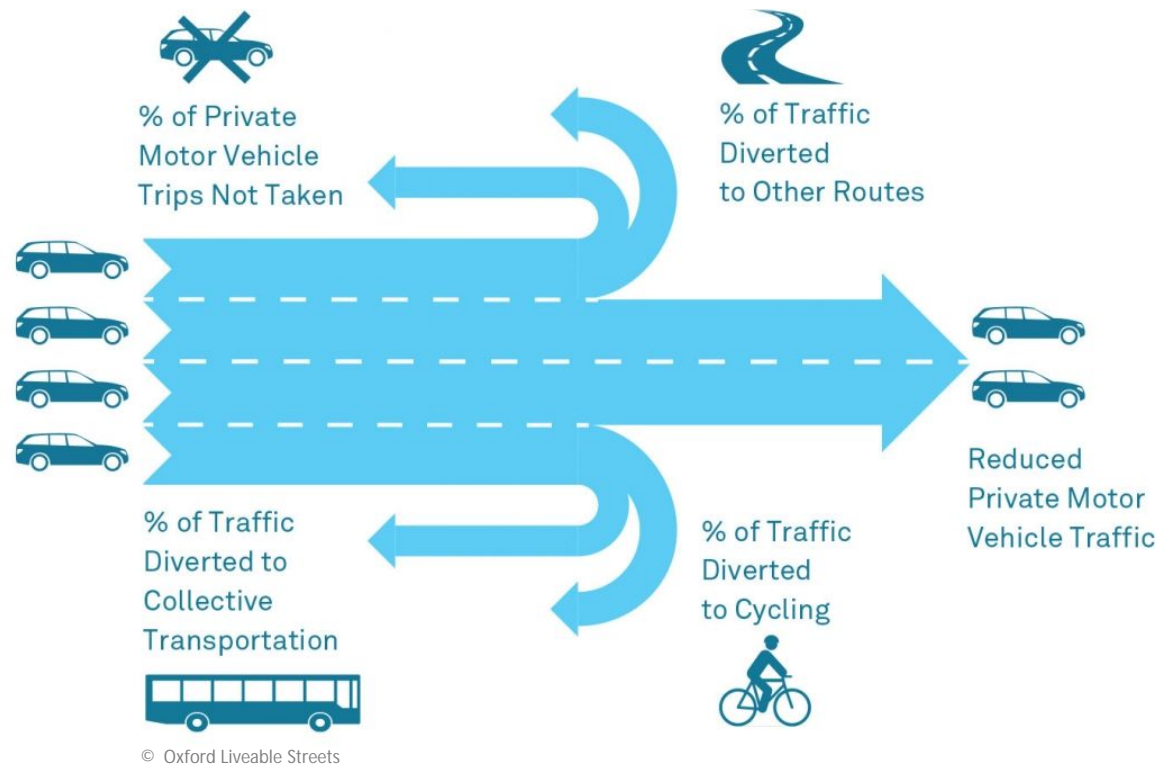 % of Private
Motor Vehicle
Trips Not Taken
% of Traffic
Diverted
to Other Routes
Reduced
Private Motor
Vehicle Traffic
% of Traffic
Diverted to
Collective
Transportation
% of Traffic
Diverted
to Cycling
© Oxford Liveable Streets